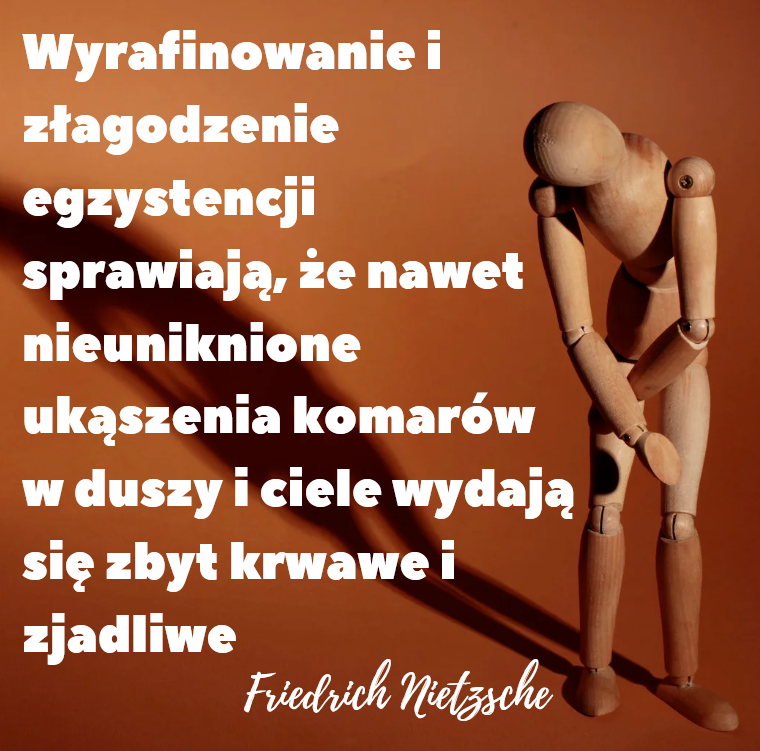 Wyrafinowanie i
złagodzenie
egzystencji
sprawiają, że nawet
nieuniknione
ukąszenia komarów
w duszy i ciele wydają
się zbyt krwawe i
zjadliwe
Friedrich Nietzsche